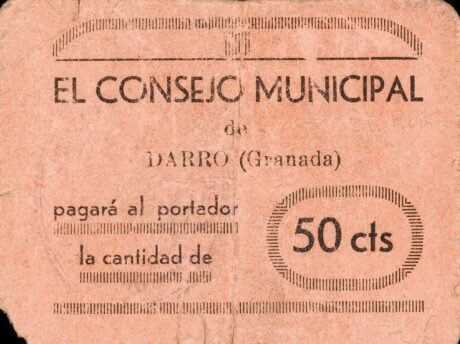 EL CONSEJO MUNICIPAL
de
DARRO (Granada)
pagará al portador
la cantidad de
50 cts